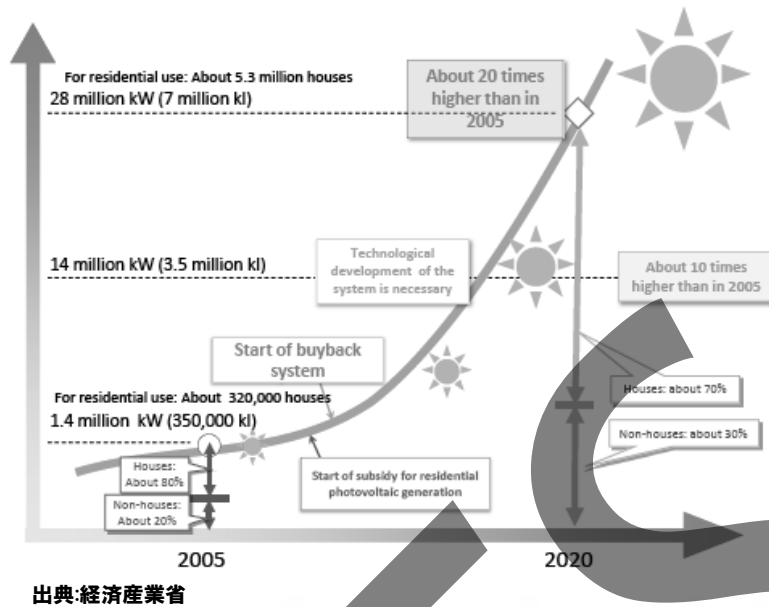 For residential use: About 5.3 million houses
28 million kW (7 million kl)
About 20 times
higher than in
2005
14 million kW (3.5 million kl)
Technological
development of the
system is necessary
About 10 times
higher than in 2005
Start of buyback
system
For residential use: About 320,000 houses
1.4 million kW (350,000 kl)
Houses: about 70%
Non-houses: about 30%
Start of subsidy for residential
photovoltaic generation
Houses:
About 80%
Non-houses:
About 20%
2005
2020
出典:経済産業省